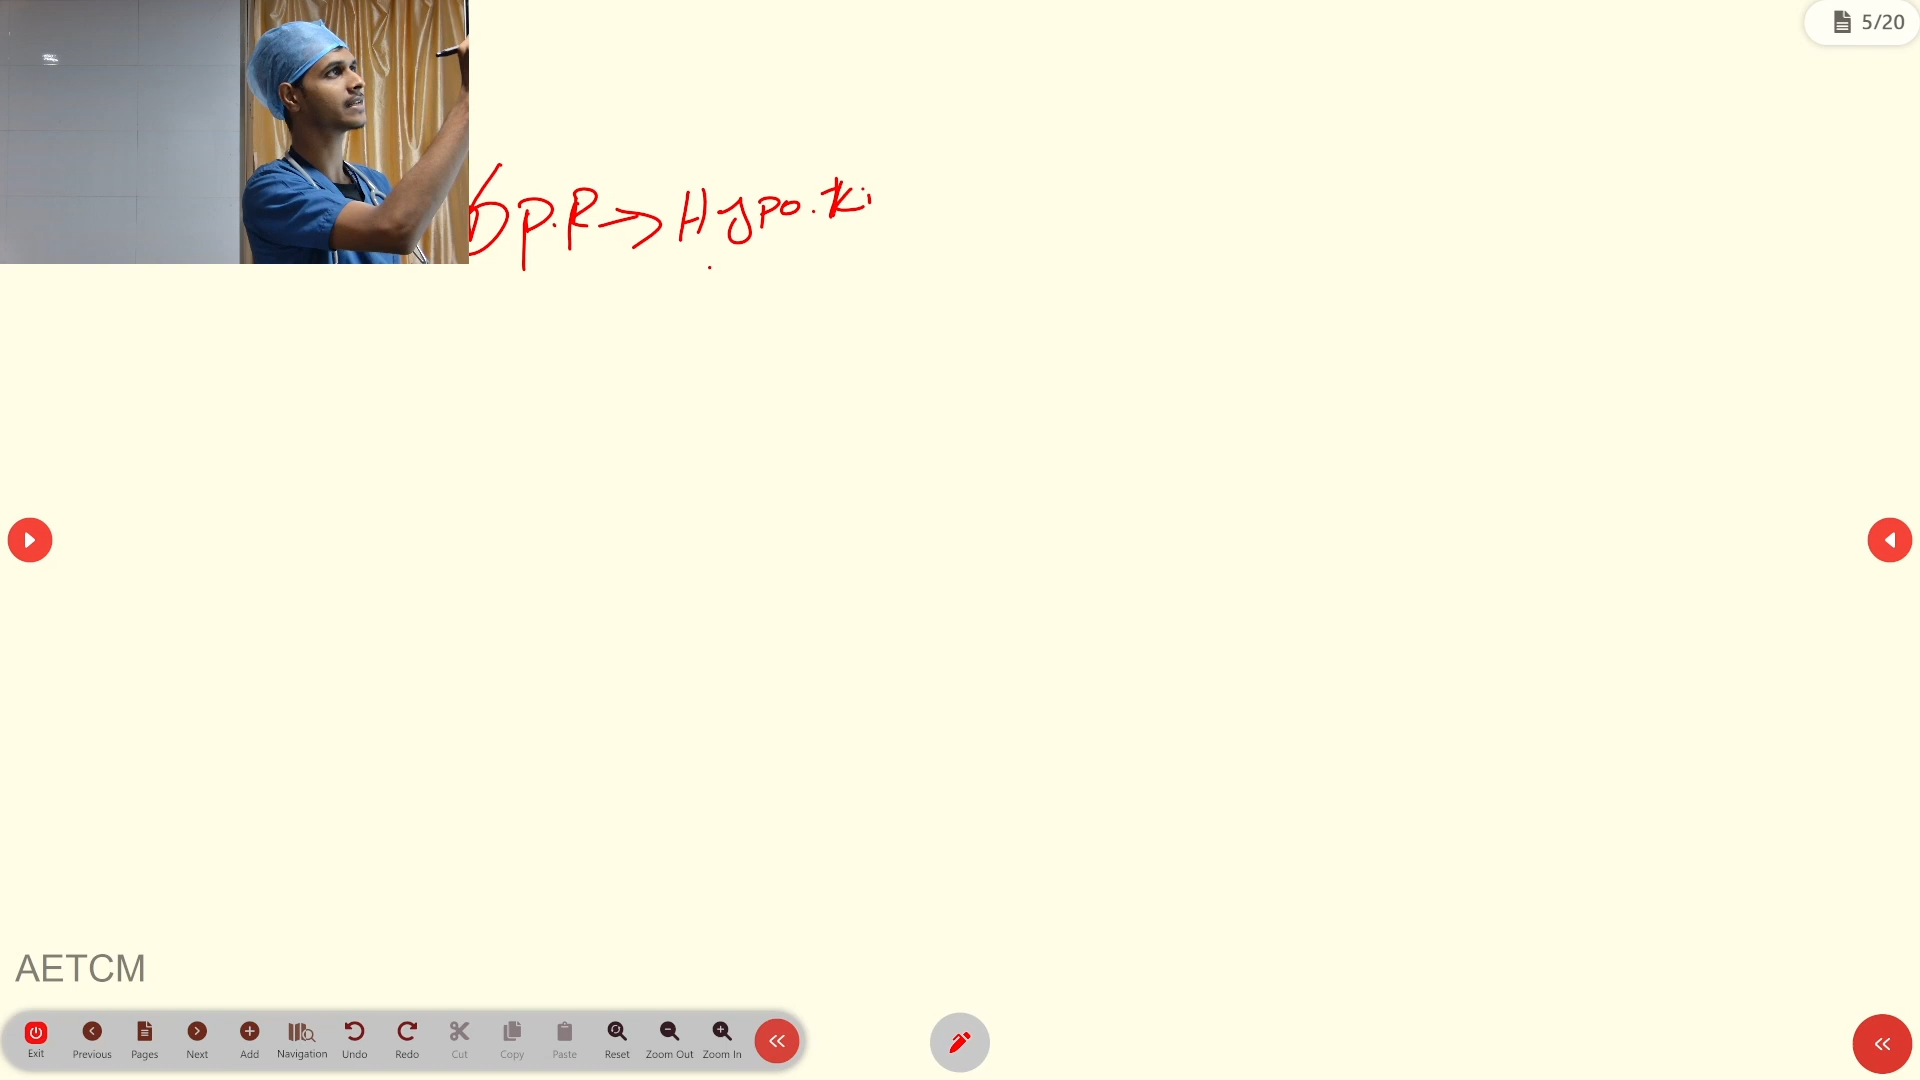 5/20
P.R → Hypo.Ki
AETCM
Exit Previous Pages Next Add Navigation Undo Redo Cut Copy Paste Reset Zoom Out Zoom In